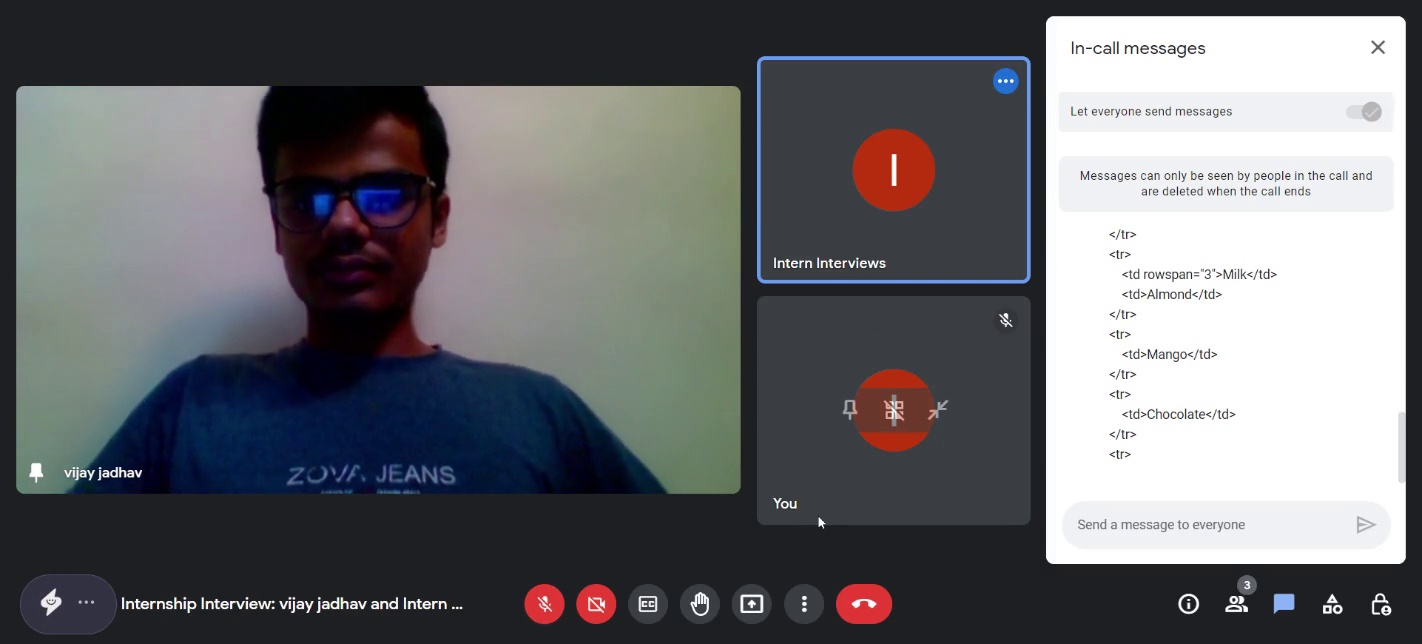 vijay jadhav
ZOVA JEANS
I
Intern Interviews
You
In-call messages
Let everyone send messages
Messages can only be seen by people in the call and
are deleted when the call ends
</tr>
<tr>
<td rowspan="3">Milk</td>
<td>Almond</td>
</tr>
<tr>
<td>Mango</td>
</tr>
<tr>
<td>Chocolate</td>
</tr>
<tr>
Send a message to everyone
Internship Interview: vijay jadhav and Intern ...
CC
3